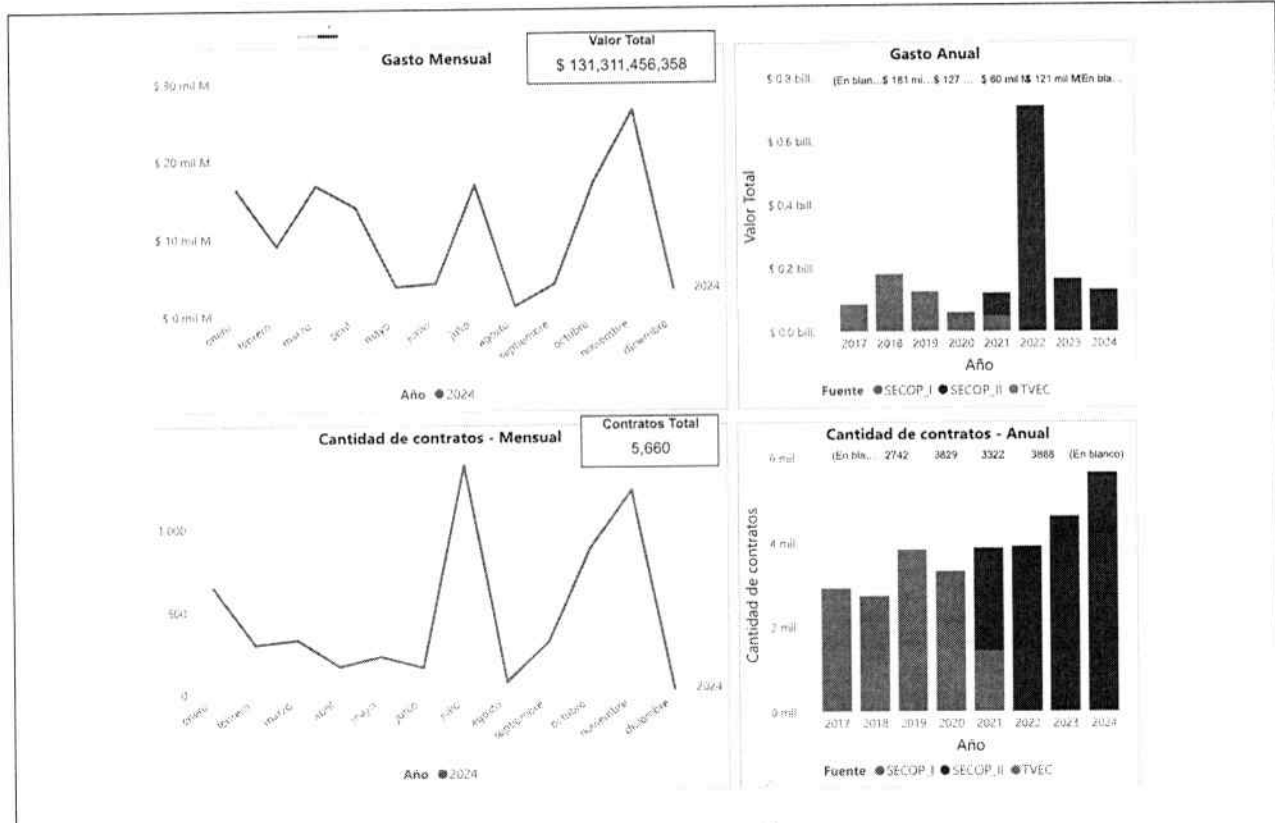 Gasto Mensual
Valor Total
$ 131,311,456,358
$ 30 mil M
$ 20 mil M
$ 10 mil M
$ 0 mil M
enero
febrero
marzo
abril
mayo
junio
julio
agosto
septiembre
octubre
noviembre
diciembre
2024
Año 2024
Gasto Anual
(En blan... $ 181 mi... $ 127 ... $ 60 mil M $ 121 mil M (En bla...
$ 0.8 bill.
$ 0.6 bill.
$ 0.4 bill.
$ 0.2 bill.
$ 0.0 bill.
Valor Total
2017 2018 2019 2020 2021 2022 2023 2024
Año
Fuente SECOP_I SECOP_II TVEC
Cantidad de contratos - Mensual
Contratos Total
5,660
1.000
500
0
enero
febrero
marzo
abril
mayo
junio
julio
agosto
septiembre
octubre
noviembre
diciembre
2024
Año 2024
Cantidad de contratos - Anual
(En bla... 2742 3829 3322 3888 (En blanco)
6 mil
4 mil
2 mil
0 mil
Cantidad de contratos
2017 2018 2019 2020 2021 2022 2023 2024
Año
Fuente SECOP_I SECOP_II TVEC